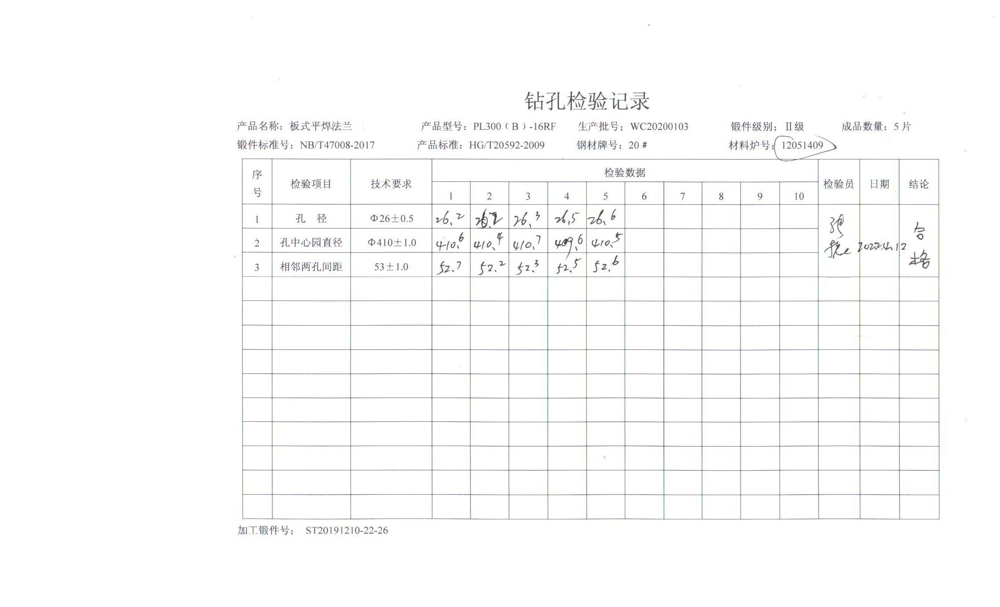 钻孔检验记录
产品名称：板式平焊法兰 产品型号：PL300（B）-16RF 生产批号；WC20200103 锻件级别；Ⅱ级 成品数量：5片
锻件标准号：NB/T47008-2017 产品标准：HG/T20592-2009 钢材牌号：20＃ 材料炉号；12051409
序号 检验项目 技术要求 检验数据 检验员 日期 结论
1 2 3 4 5 6 7 8 9 10
1 孔 径 Φ26±0.5 26.2 26.3 26.5 26.6
2 孔中心园直径 Φ410±1.0 410.6 410.4 410.7 409.6 410.5 2022.4.12 合格
3 相邻两孔间距 53±1.0 52.7 52.2 52.3 52.5 52.6
加工锻件号； ST20191210-22-26